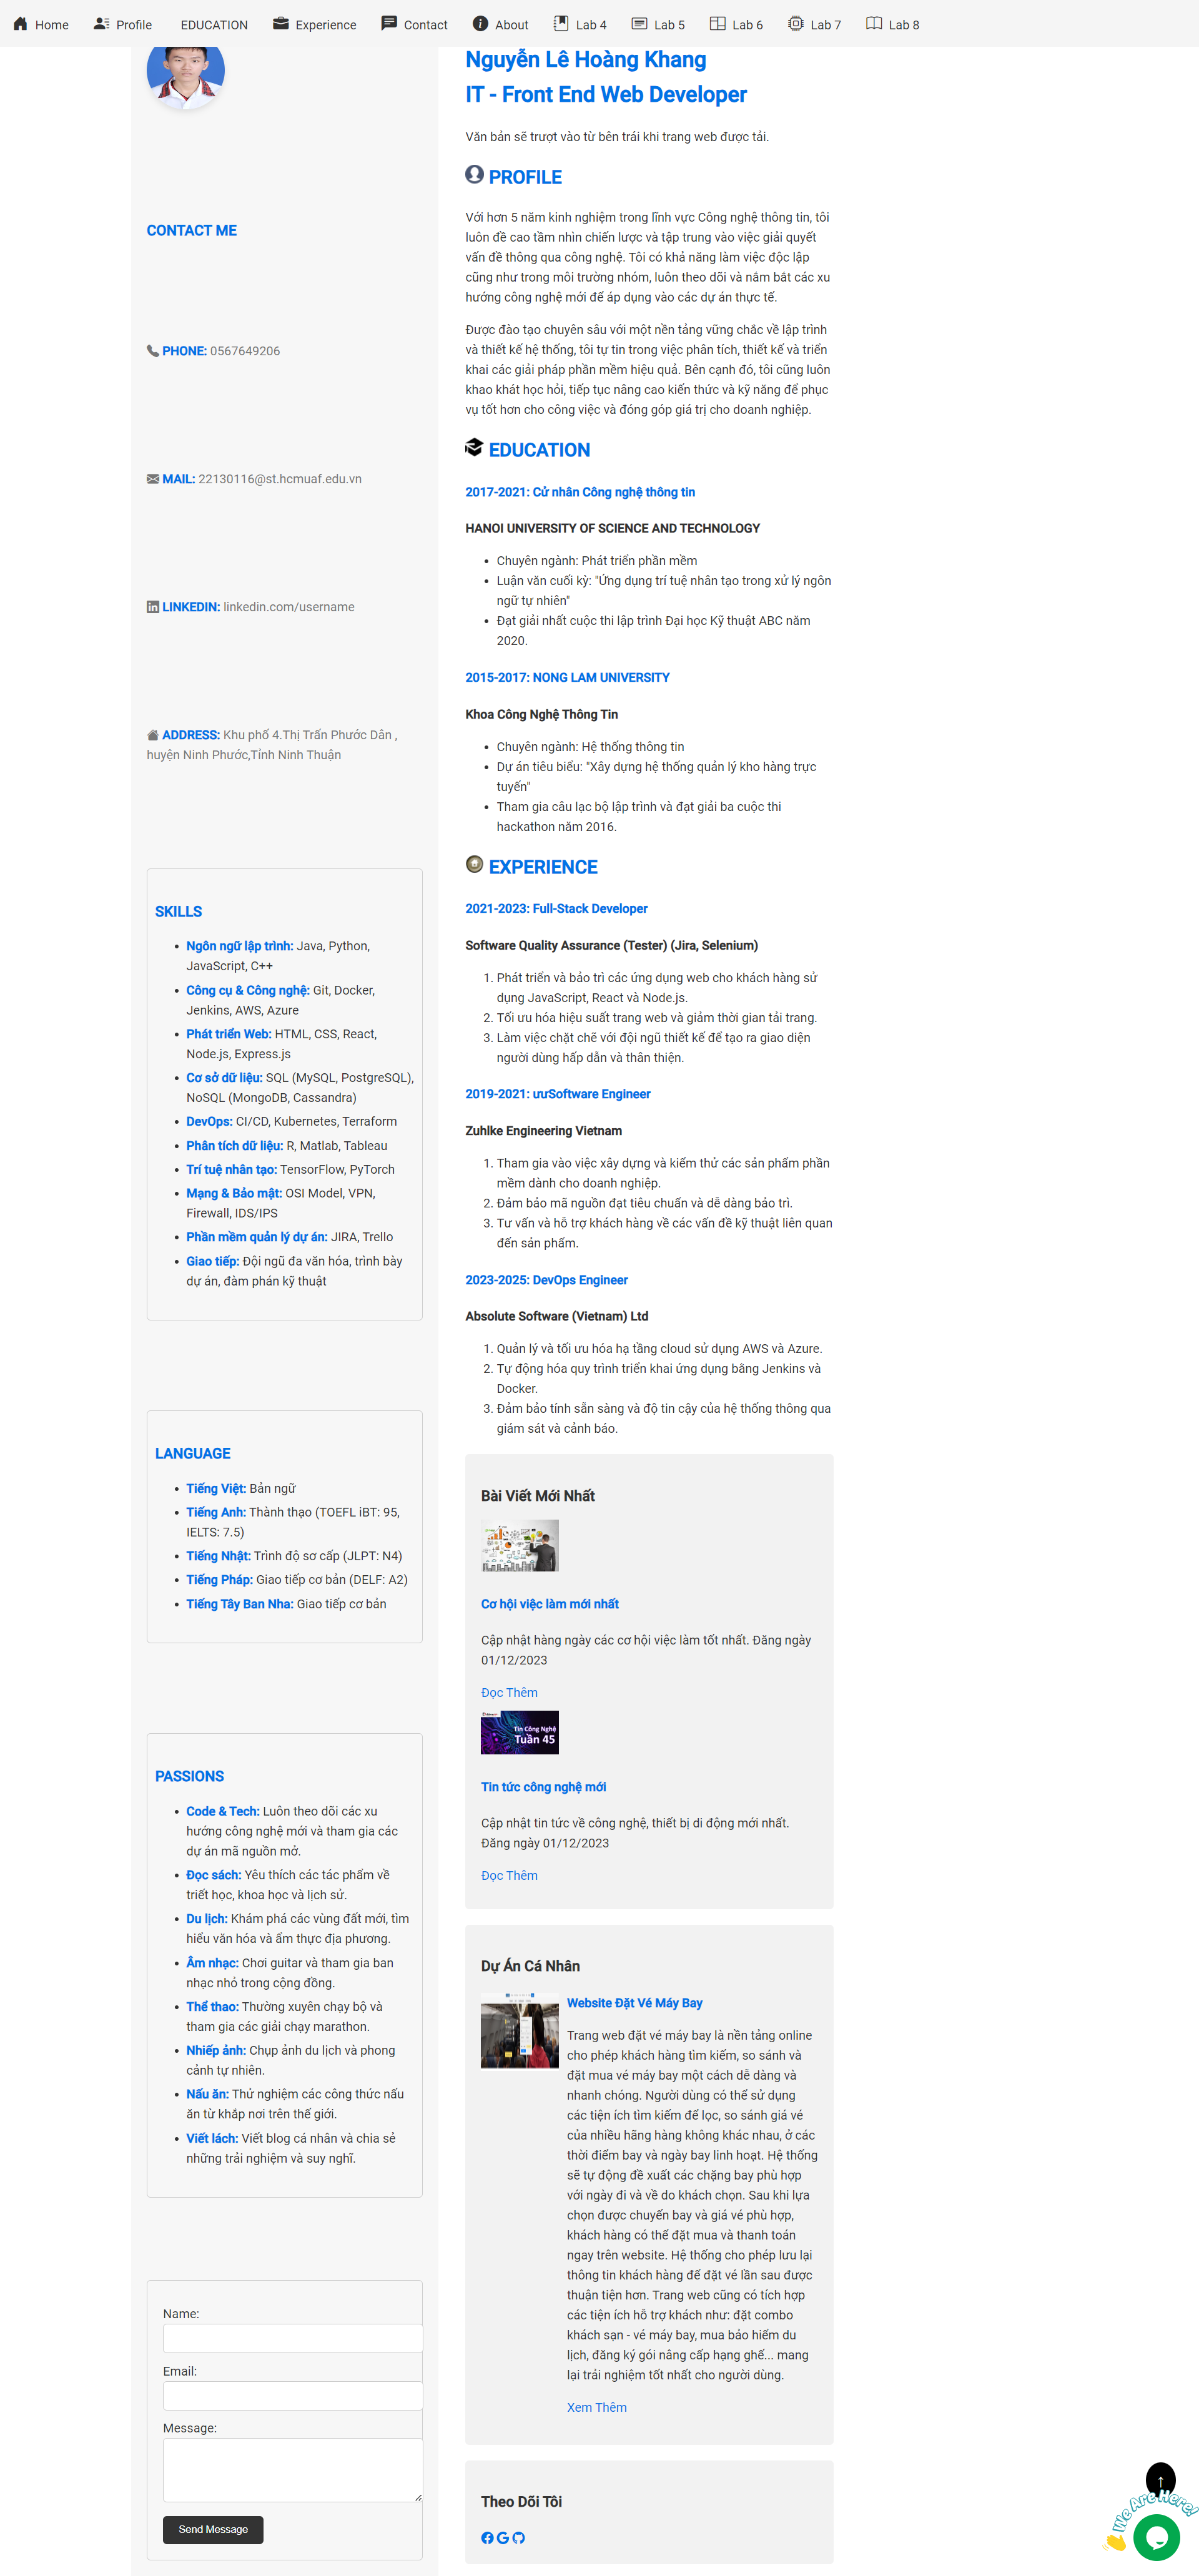 Home Profile EDUCATION Experience Contact About Lab 4 Lab 5 Lab 6 Lab 7 Lab 8
CONTACT ME
PHONE: 0567649206
MAIL: 22130116@st.hcmuaf.edu.vn
LINKEDIN: linkedin.com/username
ADDRESS: Khu phố 4.Thị Trấn Phước Dân ,
huyện Ninh Phước,Tỉnh Ninh Thuận
SKILLS
Ngôn ngữ lập trình: Java, Python,
JavaScript, C++
Công cụ & Công nghệ: Git, Docker,
Jenkins, AWS, Azure
Phát triển Web: HTML, CSS, React,
Node.js, Express.js
Cơ sở dữ liệu: SQL (MySQL, PostgreSQL),
NoSQL (MongoDB, Cassandra)
DevOps: CI/CD, Kubernetes, Terraform
Phân tích dữ liệu: R, Matlab, Tableau
Trí tuệ nhân tạo: TensorFlow, PyTorch
Mạng & Bảo mật: OSI Model, VPN,
Firewall, IDS/IPS
Phần mềm quản lý dự án: JIRA, Trello
Giao tiếp: Đội ngũ đa văn hóa, trình bày
dự án, đàm phán kỹ thuật
LANGUAGE
Tiếng Việt: Bản ngữ
Tiếng Anh: Thành thạo (TOEFL iBT: 95,
IELTS: 7.5)
Tiếng Nhật: Trình độ sơ cấp (JLPT: N4)
Tiếng Pháp: Giao tiếp cơ bản (DELF: A2)
Tiếng Tây Ban Nha: Giao tiếp cơ bản
PASSIONS
Code & Tech: Luôn theo dõi các xu
hướng công nghệ mới và tham gia các
dự án mã nguồn mở.
Đọc sách: Yêu thích các tác phẩm về
triết học, khoa học và lịch sử.
Du lịch: Khám phá các vùng đất mới, tìm
hiểu văn hóa và ẩm thực địa phương.
Âm nhạc: Chơi guitar và tham gia ban
nhạc nhỏ trong cộng đồng.
Thể thao: Thường xuyên chạy bộ và
tham gia các giải chạy marathon.
Nhiếp ảnh: Chụp ảnh du lịch và phong
cảnh tự nhiên.
Nấu ăn: Thử nghiệm các công thức nấu
ăn từ khắp nơi trên thế giới.
Viết lách: Viết blog cá nhân và chia sẻ
những trải nghiệm và suy nghĩ.
Name:
Email:
Message:
Send Message
Nguyễn Lê Hoàng Khang
IT - Front End Web Developer
Văn bản sẽ trượt vào từ bên trái khi trang web được tải.
PROFILE
Với hơn 5 năm kinh nghiệm trong lĩnh vực Công nghệ thông tin, tôi
luôn đề cao tầm nhìn chiến lược và tập trung vào việc giải quyết
vấn đề thông qua công nghệ. Tôi có khả năng làm việc độc lập
cũng như trong môi trường nhóm, luôn theo dõi và nắm bắt các xu
hướng công nghệ mới để áp dụng vào các dự án thực tế.
Được đào tạo chuyên sâu với một nền tảng vững chắc về lập trình
và thiết kế hệ thống, tôi tự tin trong việc phân tích, thiết kế và triển
khai các giải pháp phần mềm hiệu quả. Bên cạnh đó, tôi cũng luôn
khao khát học hỏi, tiếp tục nâng cao kiến thức và kỹ năng để phục
vụ tốt hơn cho công việc và đóng góp giá trị cho doanh nghiệp.
EDUCATION
2017-2021: Cử nhân Công nghệ thông tin
HANOI UNIVERSITY OF SCIENCE AND TECHNOLOGY
Chuyên ngành: Phát triển phần mềm
Luận văn cuối kỳ: "Ứng dụng trí tuệ nhân tạo trong xử lý ngôn
ngữ tự nhiên"
Đạt giải nhất cuộc thi lập trình Đại học Kỹ thuật ABC năm
2020.
2015-2017: NONG LAM UNIVERSITY
Khoa Công Nghệ Thông Tin
Chuyên ngành: Hệ thống thông tin
Dự án tiêu biểu: "Xây dựng hệ thống quản lý kho hàng trực
tuyến"
Tham gia câu lạc bộ lập trình và đạt giải ba cuộc thi
hackathon năm 2016.
EXPERIENCE
2021-2023: Full-Stack Developer
Software Quality Assurance (Tester) (Jira, Selenium)
1. Phát triển và bảo trì các ứng dụng web cho khách hàng sử
dụng JavaScript, React và Node.js.
2. Tối ưu hóa hiệu suất trang web và giảm thời gian tải trang.
3. Làm việc chặt chẽ với đội ngũ thiết kế để tạo ra giao diện
người dùng hấp dẫn và thân thiện.
2019-2021: ưuSoftware Engineer
Zuhlke Engineering Vietnam
1. Tham gia vào việc xây dựng và kiểm thử các sản phẩm phần
mềm dành cho doanh nghiệp.
2. Đảm bảo mã nguồn đạt tiêu chuẩn và dễ dàng bảo trì.
3. Tư vấn và hỗ trợ khách hàng về các vấn đề kỹ thuật liên quan
đến sản phẩm.
2023-2025: DevOps Engineer
Absolute Software (Vietnam) Ltd
1. Quản lý và tối ưu hóa hạ tầng cloud sử dụng AWS và Azure.
2. Tự động hóa quy trình triển khai ứng dụng bằng Jenkins và
Docker.
3. Đảm bảo tính sẵn sàng và độ tin cậy của hệ thống thông qua
giám sát và cảnh báo.
Bài Viết Mới Nhất
Cơ hội việc làm mới nhất
Cập nhật hàng ngày các cơ hội việc làm tốt nhất. Đăng ngày
01/12/2023
Đọc Thêm
Tin Công Nghệ
Tuần 45
Tin tức công nghệ mới
Cập nhật tin tức về công nghệ, thiết bị di động mới nhất.
Đăng ngày 01/12/2023
Đọc Thêm
Dự Án Cá Nhân
Website Đặt Vé Máy Bay
Trang web đặt vé máy bay là nền tảng online
cho phép khách hàng tìm kiếm, so sánh và
đặt mua vé máy bay một cách dễ dàng và
nhanh chóng. Người dùng có thể sử dụng
các tiện ích tìm kiếm để lọc, so sánh giá vé
của nhiều hãng hàng không khác nhau, ở các
thời điểm bay và ngày bay linh hoạt. Hệ thống
sẽ tự động đề xuất các chặng bay phù hợp
với ngày đi và về do khách chọn. Sau khi lựa
chọn được chuyến bay và giá vé phù hợp,
khách hàng có thể đặt mua và thanh toán
ngay trên website. Hệ thống cho phép lưu lại
thông tin khách hàng để đặt vé lần sau được
thuận tiện hơn. Trang web cũng có tích hợp
các tiện ích hỗ trợ khách như: đặt combo
khách sạn - vé máy bay, mua bảo hiểm du
lịch, đăng ký gói nâng cấp hạng ghế... mang
lại trải nghiệm tốt nhất cho người dùng.
Xem Thêm
Theo Dõi Tôi
↑
We Are Here!